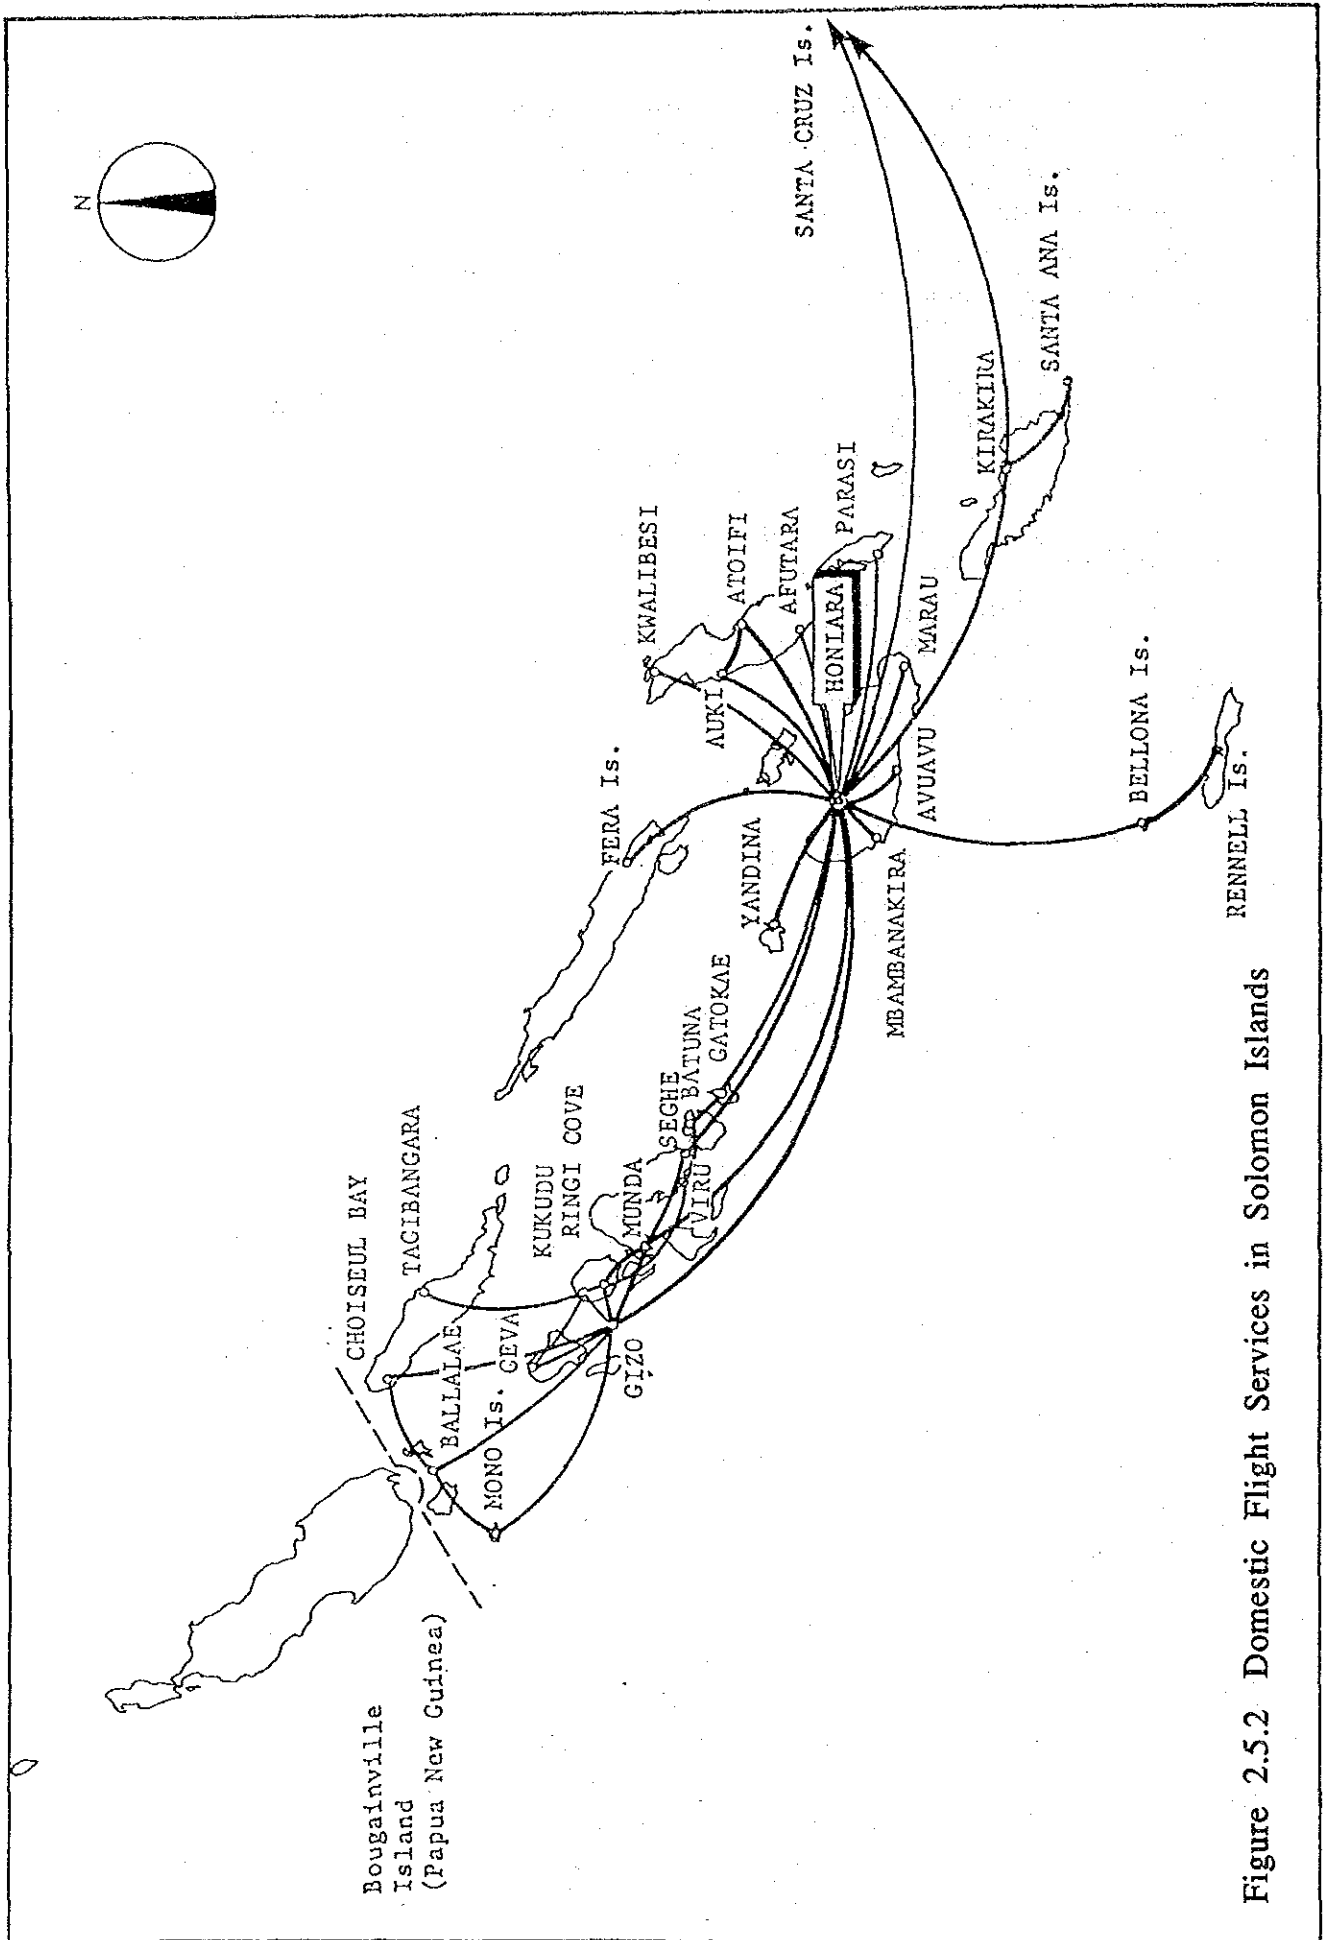 N
Bougainville
Island
(Papua New Guinea)
CHOISEUL BAY
TAGIBANGARA
BALLALAE
MONO Is.
GEVA
KUKUDU
RINGI COVE
GIZO
MUNDA
VIRU
SEGHE
BATUNA
GATOKAE
FERA Is.
YANDINA
KWALIBESI
AUKI
ATOIFI
AFUTARA
HONIARA
PARASI
MARAU
AVUAVU
MBAMBANAKIRA
SANTA CRUZ Is.
KIRAKIRA
SANTA ANA Is.
BELLONA Is.
RENNELL Is.
Figure 2.5.2 Domestic Flight Services in Solomon Islands